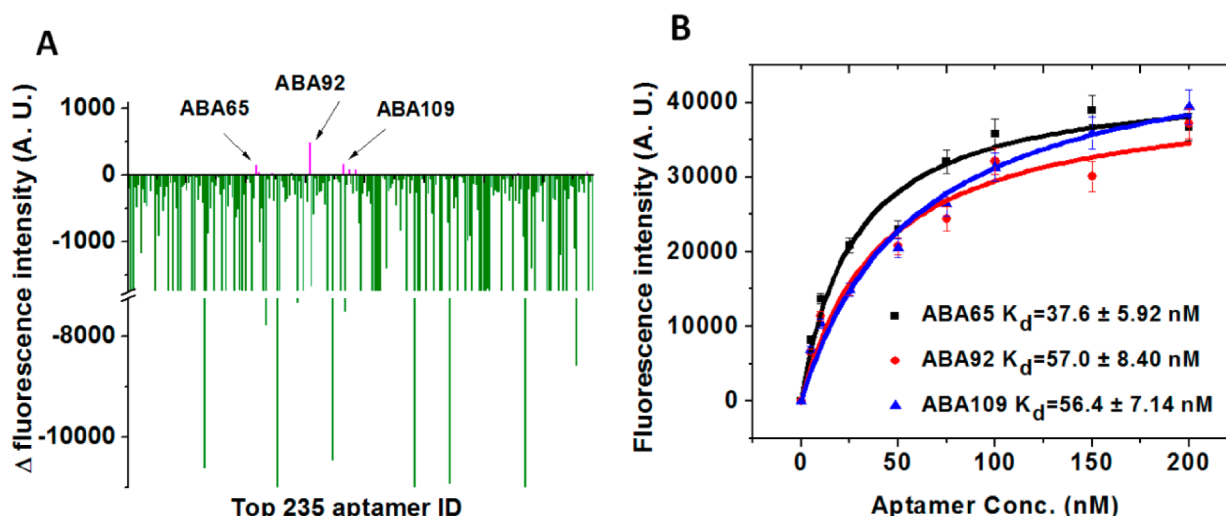 A
Δ fluorescence intensity (A. U.)
1000
0
-1000
-8000
-10000
ABA65
ABA92
ABA109
Top 235 aptamer ID
B
Fluorescence intensity (A. U.)
40000
30000
20000
10000
0
ABA65 Kd=37.6 ± 5.92 nM
ABA92 Kd=57.0 ± 8.40 nM
ABA109 Kd=56.4 ± 7.14 nM
0 50 100 150 200
Aptamer Conc. (nM)